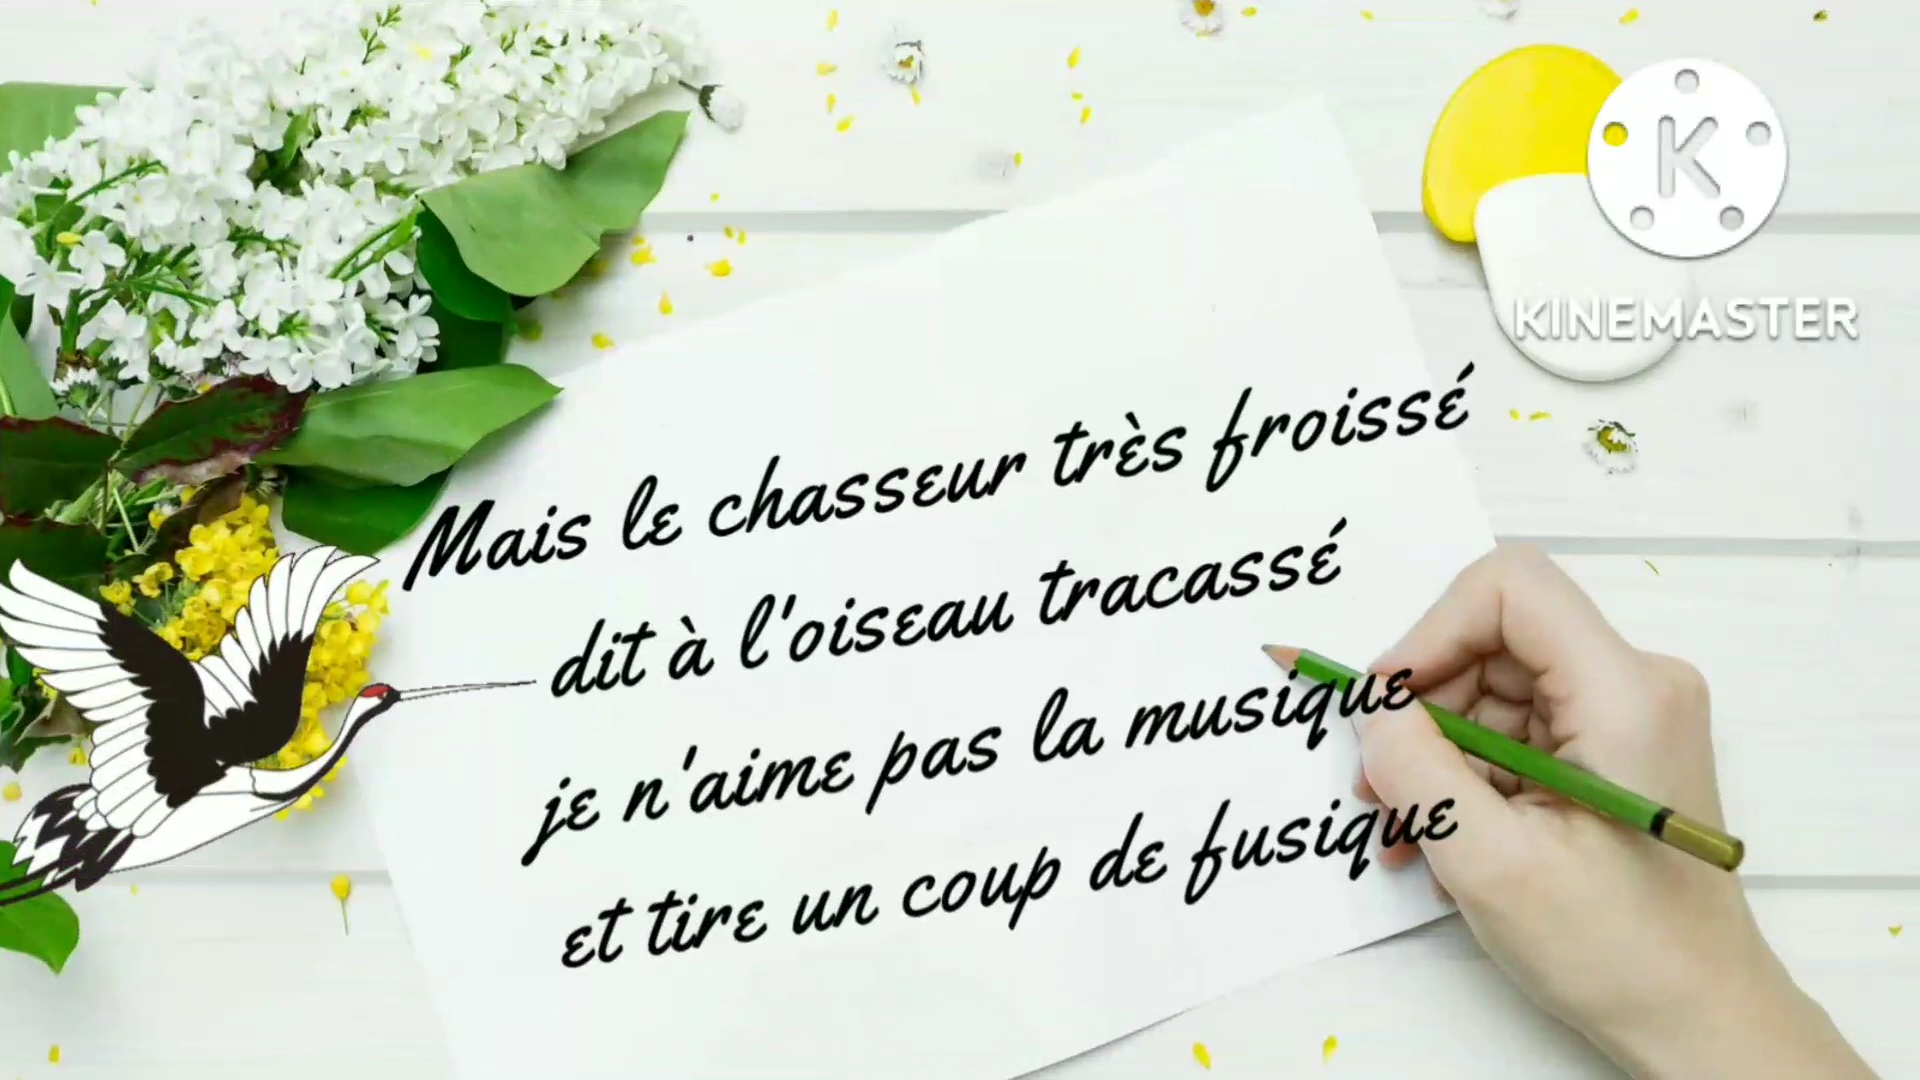 K
KINEMASTER
Mais le chasseur très froissé
dit à l'oiseau tracassé
je n'aime pas la musique
et tire un coup de fusique